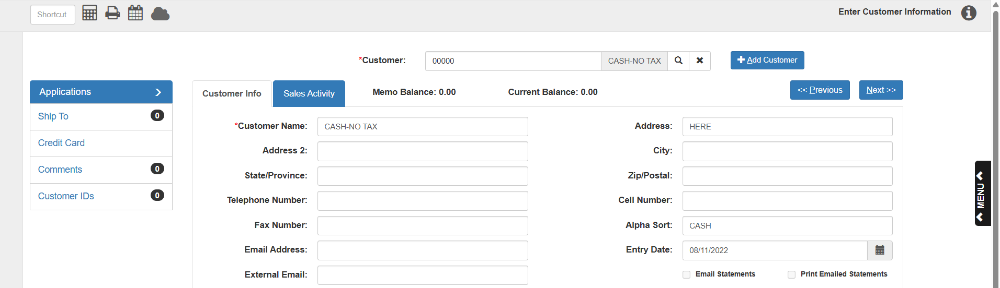 Shortcut
Enter Customer Information
*Customer:
00000
CASH-NO TAX
Add Customer
Applications
Ship To
0
Credit Card
Comments
0
Customer IDs
0
Customer Info
Sales Activity
Memo Balance: 0.00
Current Balance: 0.00
<< Previous
Next >>
*Customer Name:
CASH-NO TAX
Address:
HERE
Address 2:
City:
State/Province:
Zip/Postal:
Telephone Number:
Cell Number:
Fax Number:
Alpha Sort:
CASH
Email Address:
Entry Date:
08/11/2022
External Email:
Email Statements
Print Emailed Statements
MENU